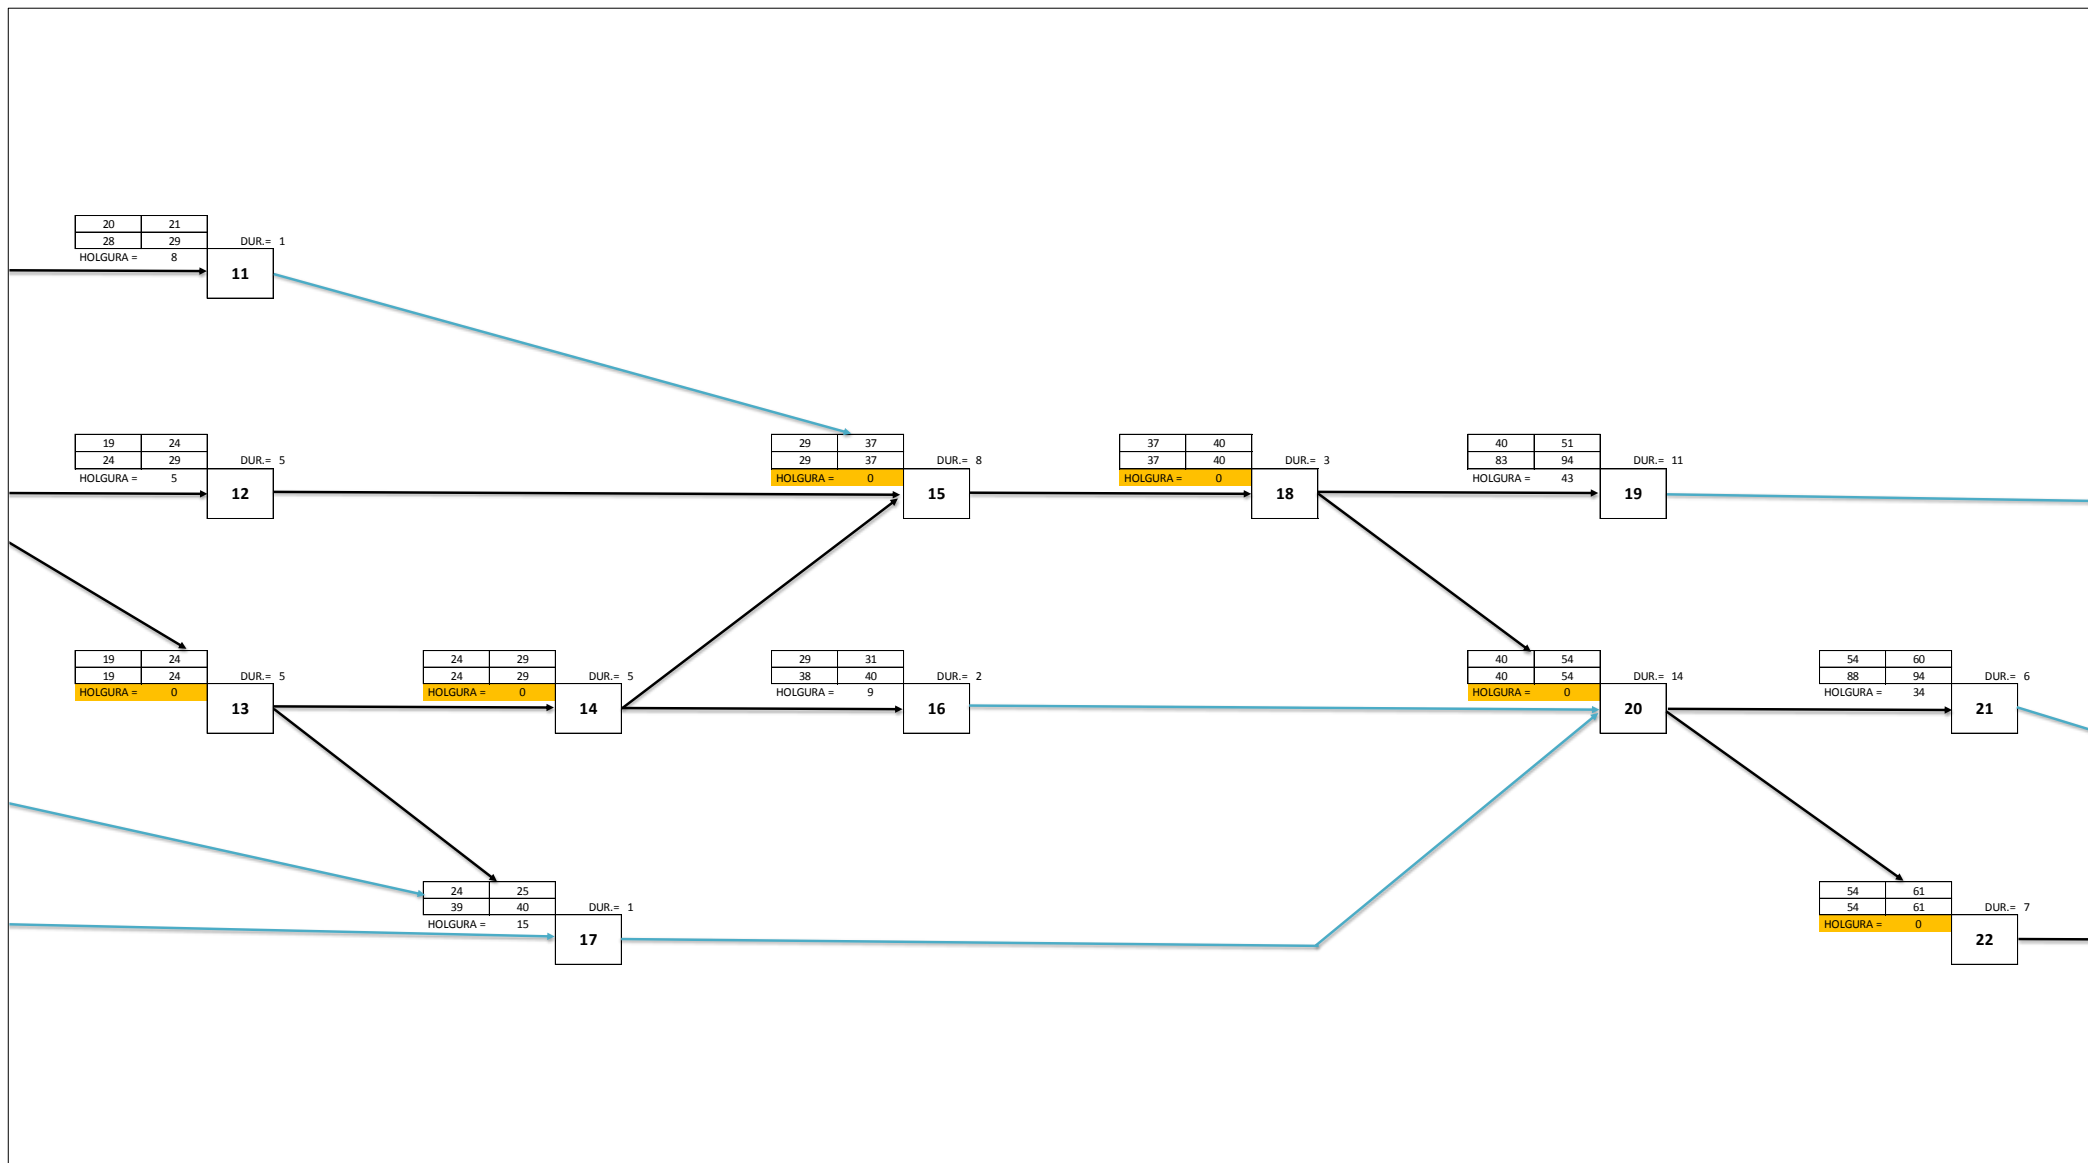 20 21
28 29 DUR.= 1
HOLGURA = 8
11
19 24
24 29 DUR.= 5
HOLGURA = 5
12
29 37
29 37 DUR.= 8
HOLGURA = 0
15
37 40
37 40 DUR.= 3
HOLGURA = 0
18
40 51
83 94 DUR.= 11
HOLGURA = 43
19
19 24
19 24 DUR.= 5
HOLGURA = 0
13
24 29
24 29 DUR.= 5
HOLGURA = 0
14
29 31
38 40 DUR.= 2
HOLGURA = 9
16
40 54
40 54 DUR.= 14
HOLGURA = 0
20
54 60
88 94 DUR.= 6
HOLGURA = 34
21
24 25
39 40 DUR.= 1
HOLGURA = 15
17
54 61
54 61 DUR.= 7
HOLGURA = 0
22